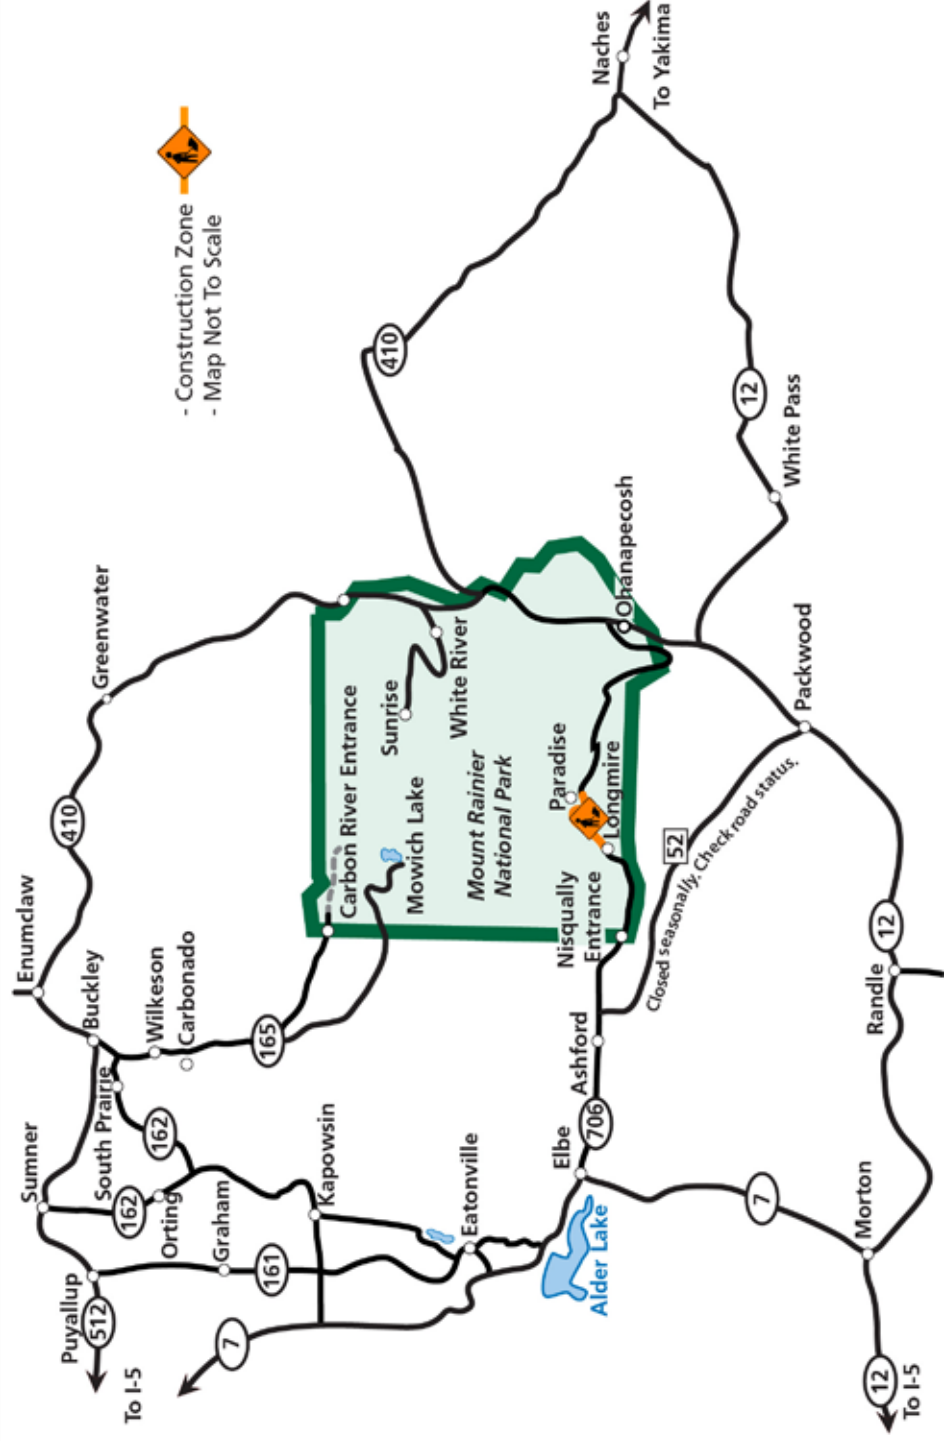 Enumclaw
410
Greenwater
- Construction Zone
- Map Not To Scale
Buckley
Sumner
South Prairie
Wilkeson
Carbonado
162
162
165
Puyallup
512
To I-5
Orting
Graham
161
7
Kapowsin
Eatonville
Carbon River Entrance
Mowich Lake
Sunrise
White River
Mount Rainier
National Park
410
Naches
To Yakima
Paradise
Longmire
Nisqually
Entrance
Ohanapecosh
Ashford
706
Elbe
Alder Lake
52
Closed seasonally. Check road status.
12
White Pass
Packwood
7
12
Randle
Morton
12
To I-5